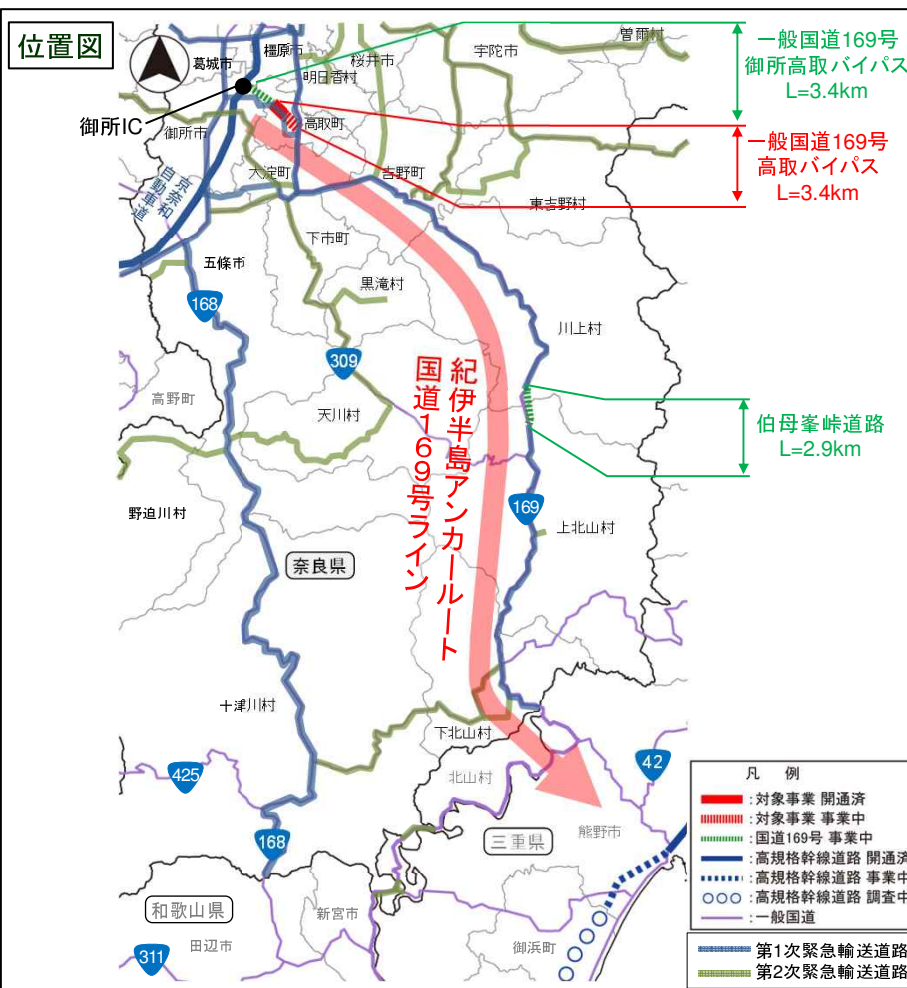 位置図
葛城市
橿原市
桜井市
宇陀市
曽爾村
明日香村
御所IC
御所市
高取町
大淀町
吉野町
東吉野村
京奈和
自動車道
下市町
五條市
黒滝村
川上村
168
309
高野町
天川村
紀伊半島アンカールート
国道169号ライン
169
野迫川村
上北山村
奈良県
十津川村
下北山村
北山村
425
42
168
三重県
熊野市
和歌山県
新宮市
田辺市
御浜町
311
一般国道169号
御所高取バイパス
L=3.4km
一般国道169号
高取バイパス
L=3.4km
伯母峯峠道路
L=2.9km
凡 例
:対象事業 開通済
:対象事業 事業中
:国道169号 事業中
:高規格幹線道路 開通済
:高規格幹線道路 事業中
:高規格幹線道路 調査中
:一般国道
第1次緊急輸送道路
第2次緊急輸送道路